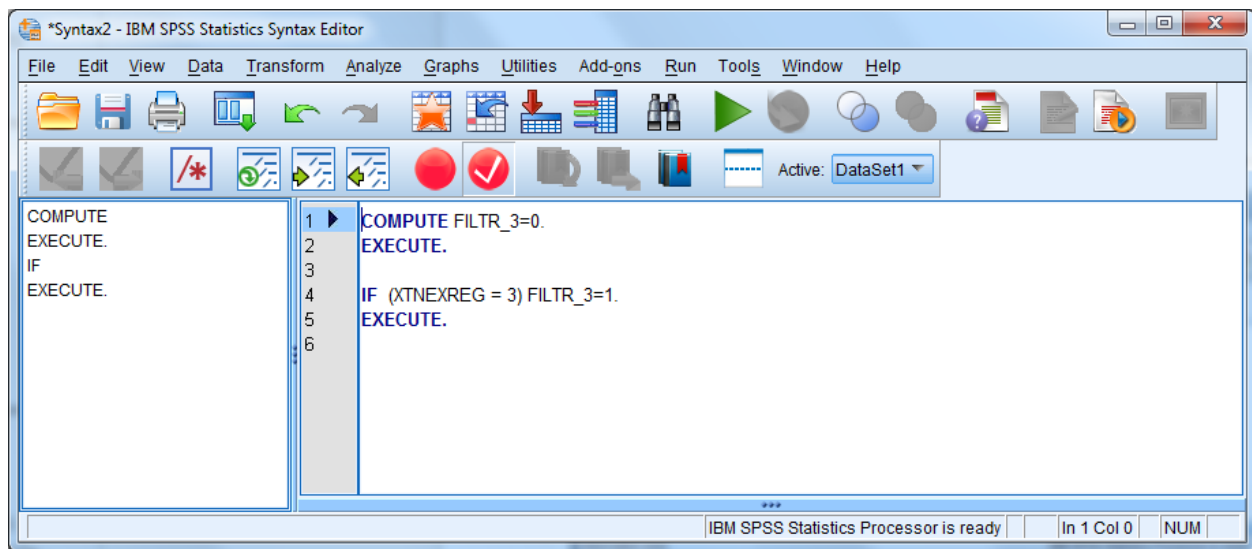 *Syntax2 - IBM SPSS Statistics Syntax Editor
File Edit View Data Transform Analyze Graphs Utilities Add-ons Run Tools Window Help
Active: DataSet1
COMPUTE
EXECUTE.
IF
EXECUTE.
1 COMPUTE FILTR_3=0.
2 EXECUTE.
3
4 IF (XTNEXREG = 3) FILTR_3=1.
5 EXECUTE.
6
IBM SPSS Statistics Processor is ready In 1 Col 0 NUM